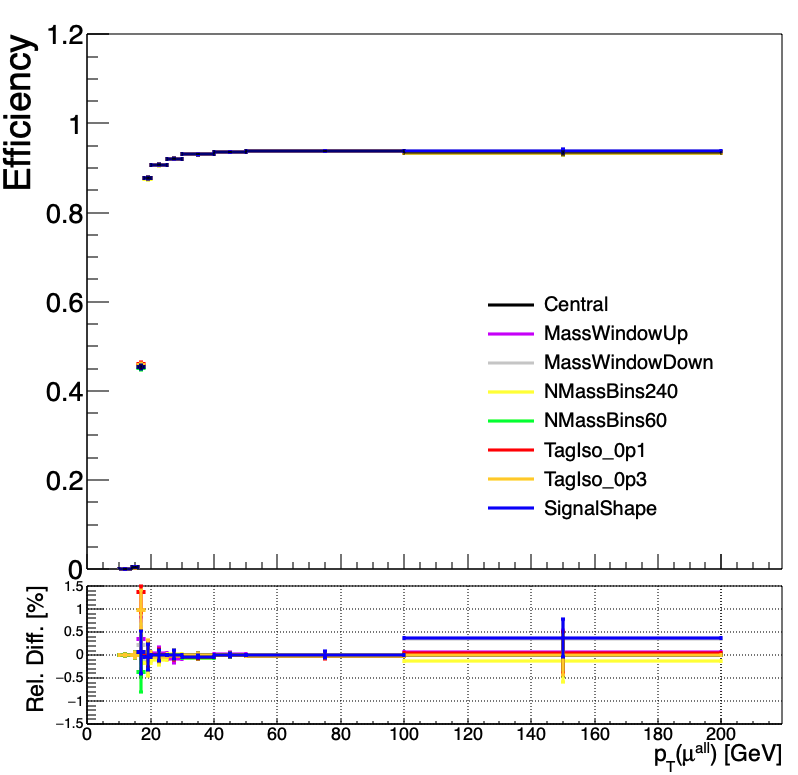 Efficiency
1.2
1
0.8
0.6
0.4
0.2
0
Central
MassWindowUp
MassWindowDown
NMassBins240
NMassBins60
TagIso_0p1
TagIso_0p3
SignalShape
Rel. Diff. [%]
1.5
1
0.5
0
−0.5
−1
−1.5
0 20 40 60 80 100 120 140 160 180 200
p_T(μ^all) [GeV]